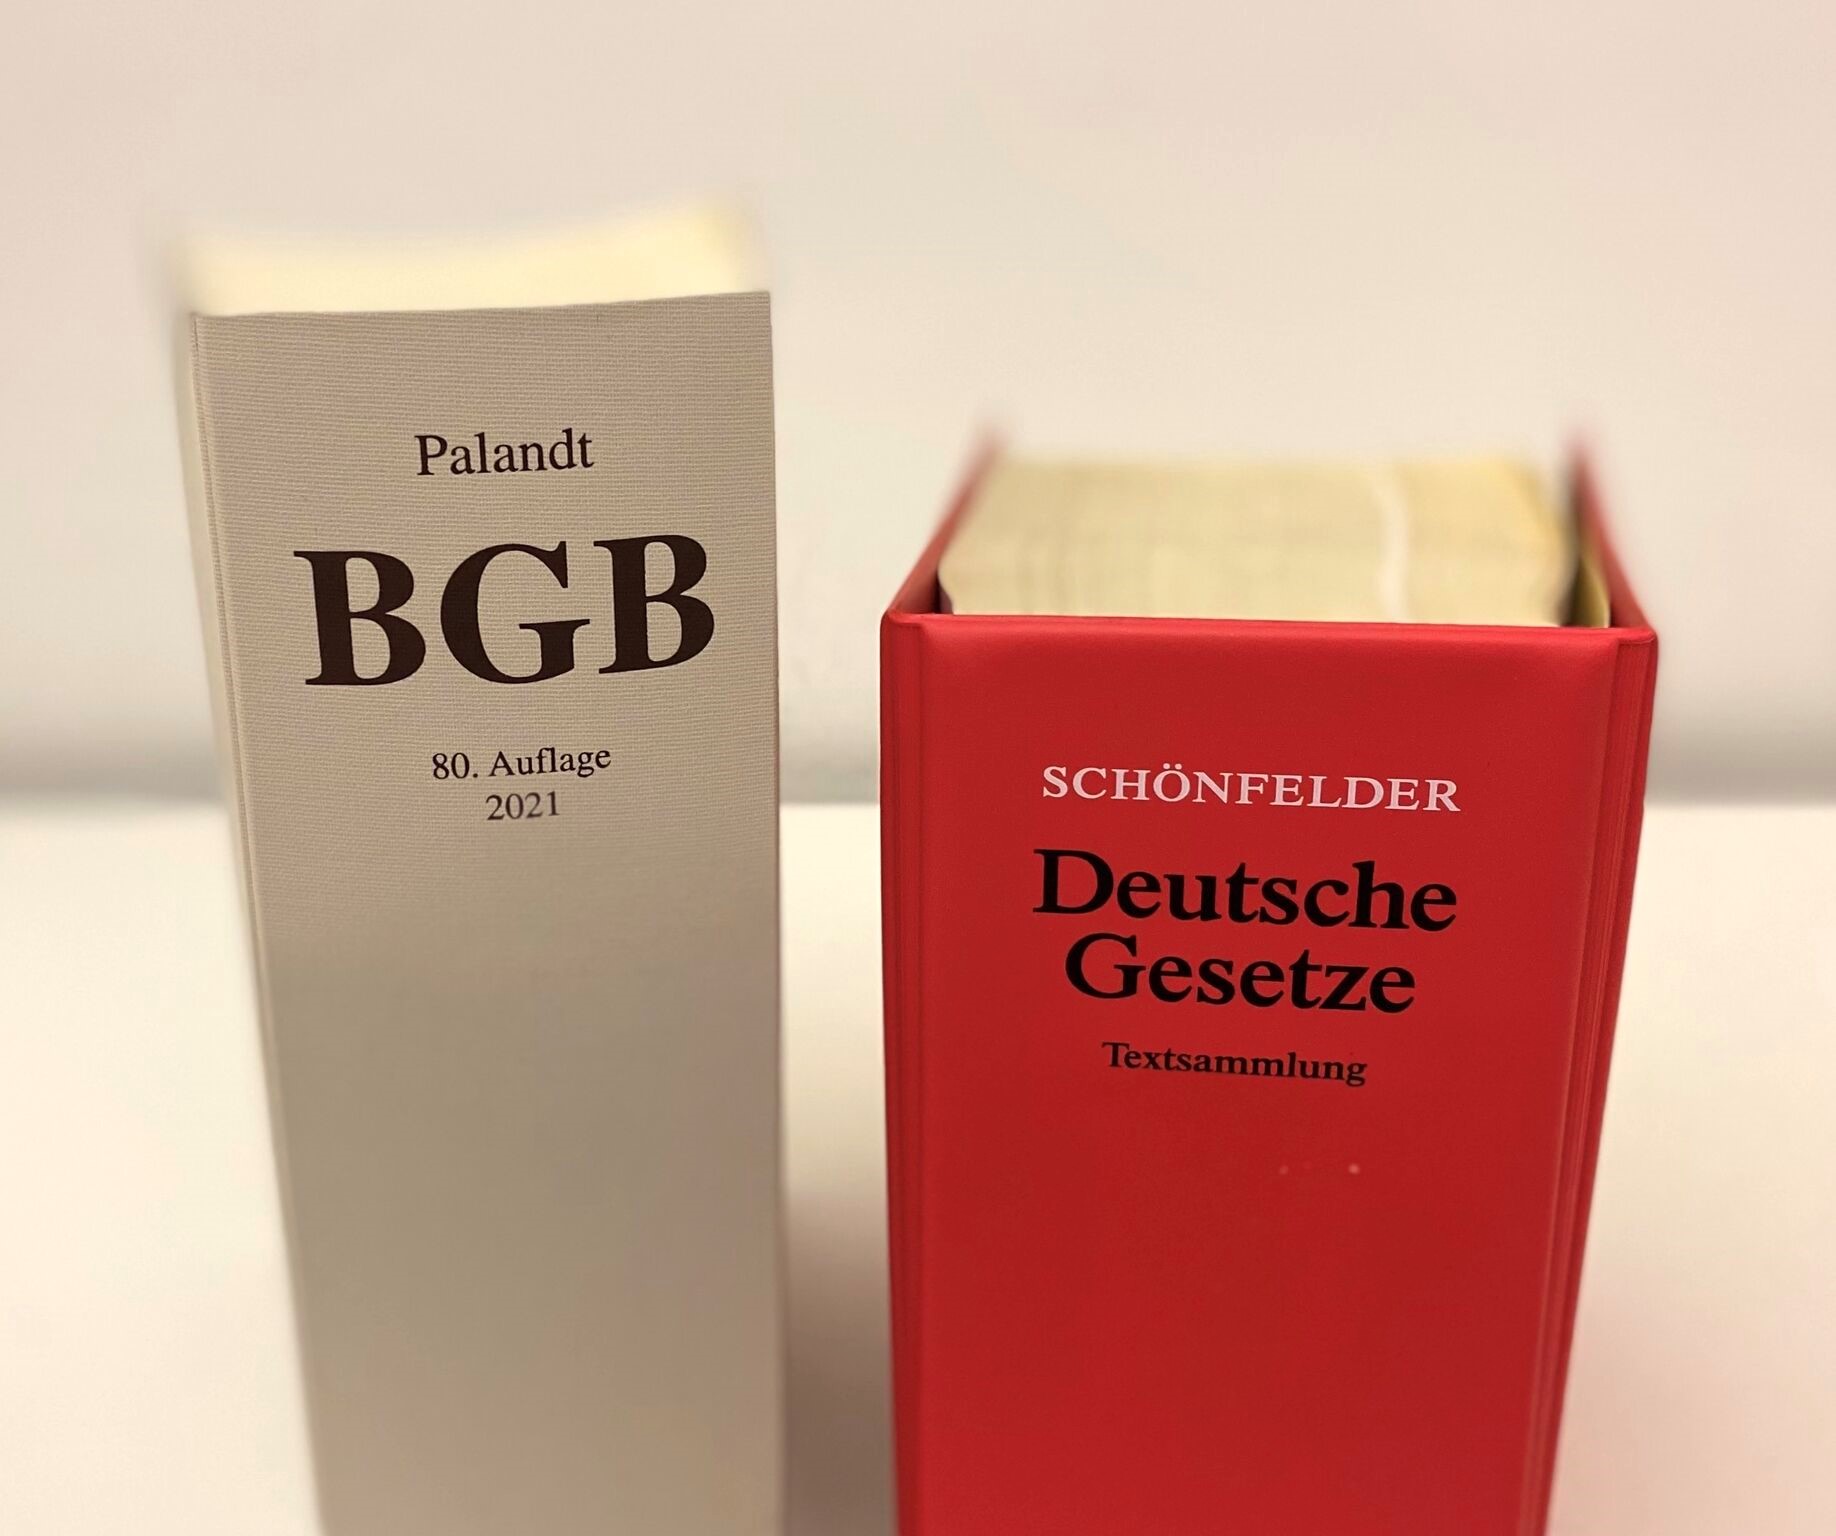 Palandt
BGB
80. Auflage
2021
SCHÖNFELDER
Deutsche
Gesetze
Textsammlung